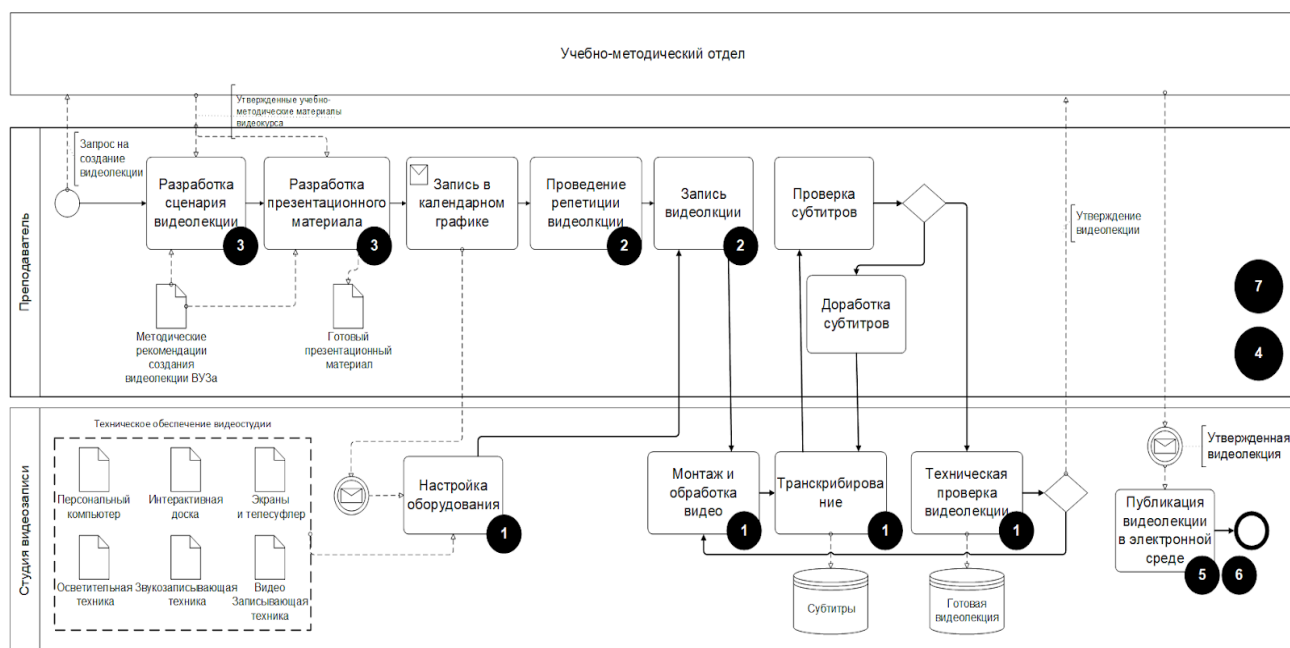 Учебно-методический отдел
Утвержденные учебно-
методические материалы
видеокурса
Преподаватель
Запрос на
создание
видеолекции
Разработка
сценария
видеолекции
3
Разработка
презентационного
материала
3
Запись в
календарном
графике
Проведение
репетиции
видеолкции
2
Запись
видеолкции
2
Проверка
субтитров
Доработка
субтитров
Утверждение
видеолекции
7
4
Методические
рекомендации
создания
видеолекции ВУЗа
Готовый
презентационный
материал
Студия видеозаписи
Техническое обеспечение видеостудии
Персональный
компьютер
Интерактивная
доска
Экраны
и телесуфлер
Осветительная
техника
Звукозаписывающая
техника
Видео
Записывающая
техника
Настройка
оборудования
1
Монтаж и
обработка
видео
1
Транскрибирован
ие
1
Техническая
проверка
видеолекции
1
Утвержденная
видеолекция
Публикация
видеолекции
в электронной
среде
5
6
Субтитры
Готовая
видеолекция